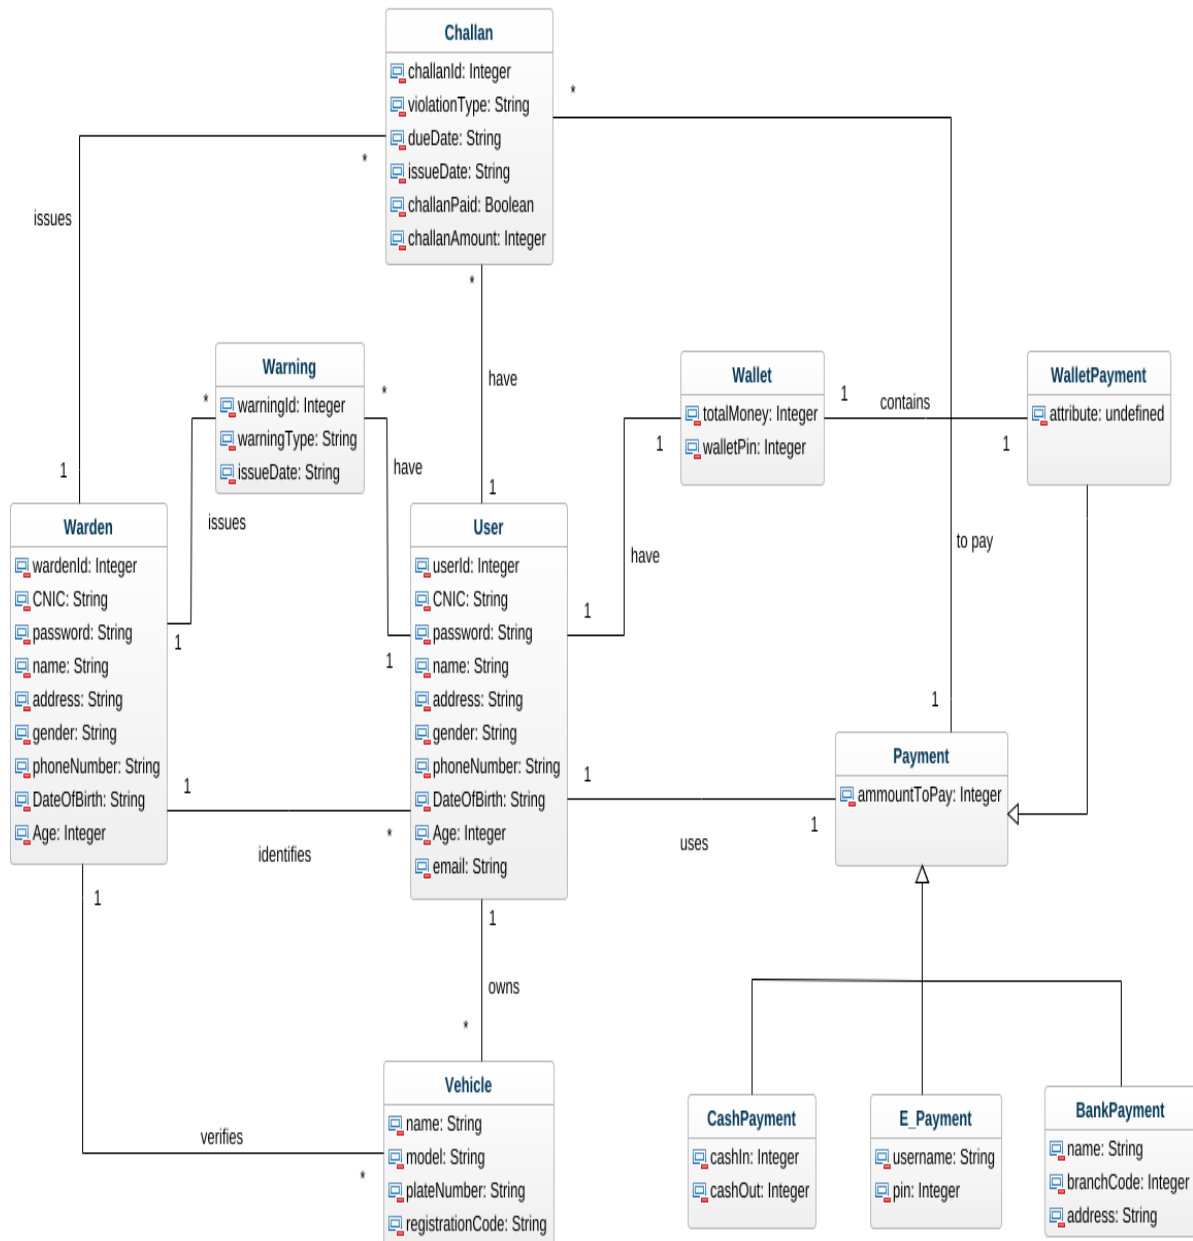 Challan
challanId: Integer
violationType: String
dueDate: String
issueDate: String
challanPaid: Boolean
challanAmount: Integer
*
*
issues
1
*
have
1
Warning
warningId: Integer
warningType: String
issueDate: String
*
*
issues
1
have
1
Wallet
totalMoney: Integer
walletPin: Integer
1
contains
1
1
have
1
WalletPayment
attribute: undefined
to pay
1
Warden
wardenId: Integer
CNIC: String
password: String
name: String
address: String
gender: String
phoneNumber: String
DateOfBirth: String
Age: Integer
User
userId: Integer
CNIC: String
password: String
name: String
address: String
gender: String
phoneNumber: String
DateOfBirth: String
Age: Integer
email: String
1
identifies
*
1
uses
1
Payment
ammountToPay: Integer
1
verifies
*
1
owns
*
Vehicle
name: String
model: String
plateNumber: String
registrationCode: String
CashPayment
cashIn: Integer
cashOut: Integer
E_Payment
username: String
pin: Integer
BankPayment
name: String
branchCode: Integer
address: String